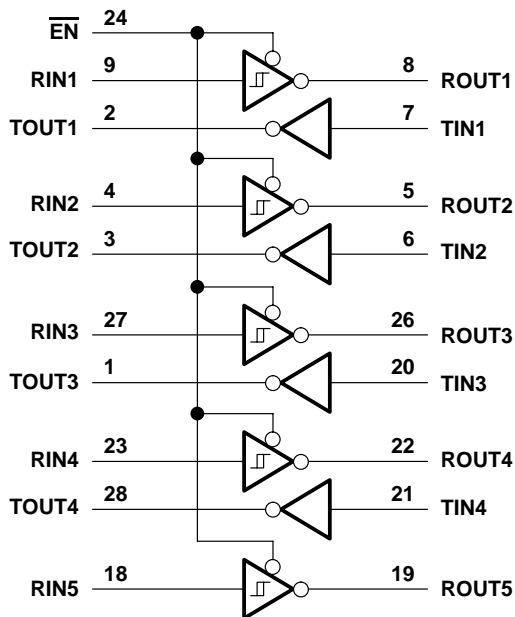 EN 24
RIN1 9 8 ROUT1
TOUT1 2 7 TIN1
RIN2 4 5 ROUT2
TOUT2 3 6 TIN2
RIN3 27 26 ROUT3
TOUT3 1 20 TIN3
RIN4 23 22 ROUT4
TOUT4 28 21 TIN4
RIN5 18 19 ROUT5